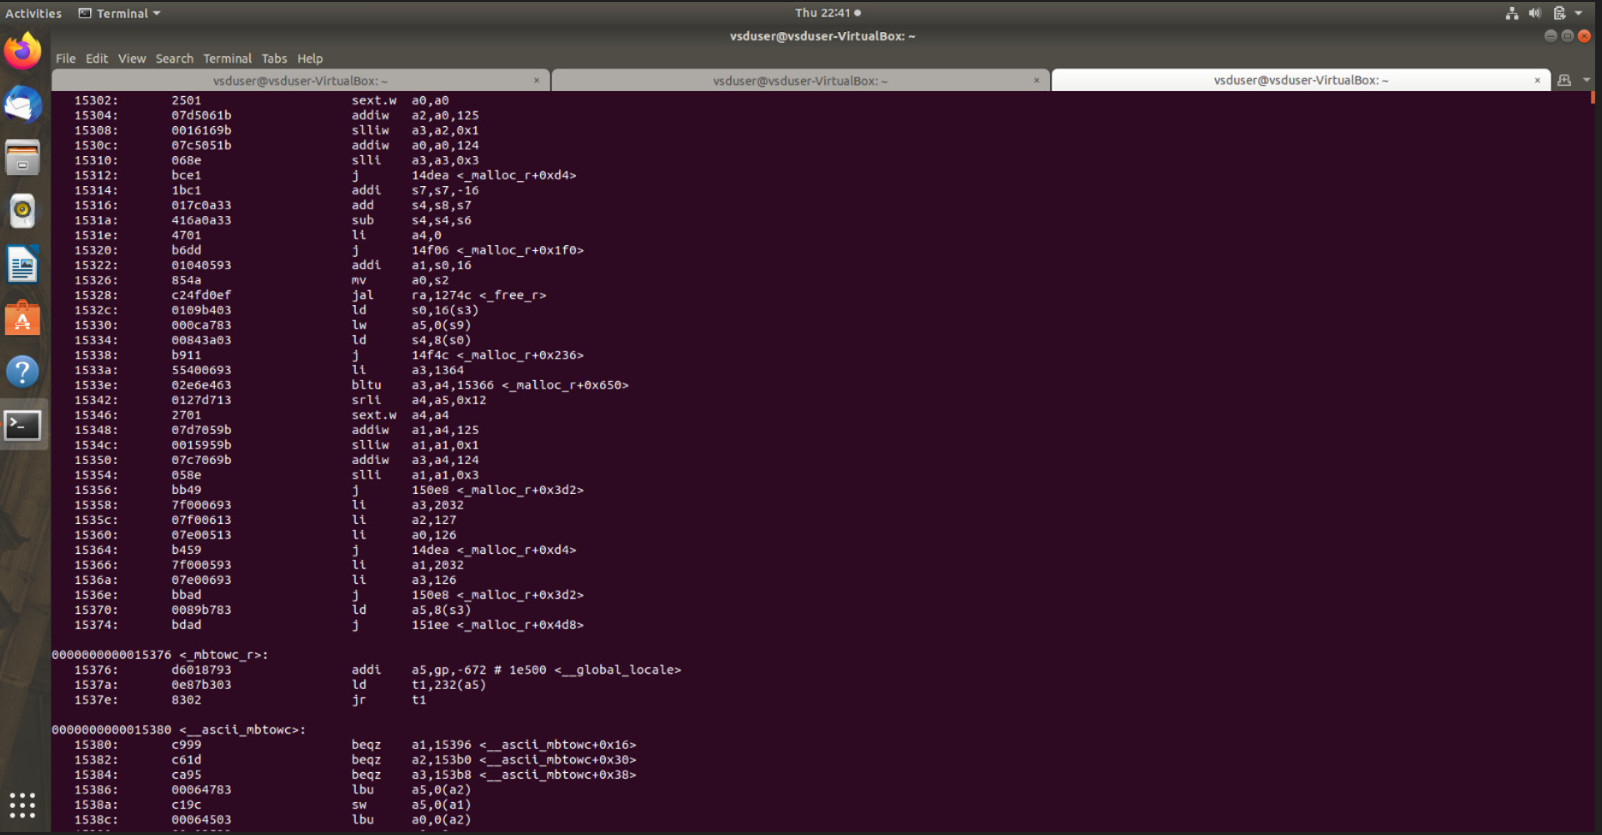 Activities Terminal Thu 22:41
vsduser@vsduser-VirtualBox: ~
File Edit View Search Terminal Tabs Help
vsduser@vsduser-VirtualBox: ~ × vsduser@vsduser-VirtualBox: ~ × vsduser@vsduser-VirtualBox: ~ ×
15302: 2501 sext.w a0,a0
15304: 07d5061b addiw a2,a0,125
15308: 0016169b slliw a3,a2,0x1
1530c: 07c5051b addiw a0,a0,124
15310: 068e slli a3,a3,0x3
15312: bce1 j 14dea <_malloc_r+0xd4>
15314: 1bc1 addi s7,s7,-16
15316: 017c0a33 add s4,s8,s7
1531a: 416a0a33 sub s4,s4,s6
1531e: 4701 li a4,0
15320: b6dd j 14f06 <_malloc_r+0x1f0>
15322: 01040593 addi a1,s0,16
15326: 854a mv a0,s2
15328: c24fd0ef jal ra,1274c <_free_r>
1532c: 0109b403 ld s0,16(s3)
15330: 000ca783 lw a5,0(s9)
15334: 00843a03 ld s4,8(s0)
15338: b911 j 14f4c <_malloc_r+0x236>
1533a: 55400693 li a3,1364
1533e: 02e6e463 bltu a3,a4,15366 <_malloc_r+0x650>
15342: 0127d713 srli a4,a5,0x12
15346: 2701 sext.w a4,a4
15348: 07d7059b addiw a1,a4,125
1534c: 0015959b slliw a1,a1,0x1
15350: 07c7069b addiw a3,a4,124
15354: 058e slli a1,a1,0x3
15356: bb49 j 150e8 <_malloc_r+0x3d2>
15358: 7f000693 li a3,2032
1535c: 07f00613 li a2,127
15360: 07e00513 li a0,126
15364: b459 j 14dea <_malloc_r+0xd4>
15366: 7f000593 li a1,2032
1536a: 07e00693 li a3,126
1536e: bbad j 150e8 <_malloc_r+0x3d2>
15370: 0089b783 ld a5,8(s3)
15374: bdad j 151ee <_malloc_r+0x4d8>
0000000000015376 <_mbtowc_r>:
15376: d6018793 addi a5,gp,-672 # 1e500 <__global_locale>
1537a: 0e87b303 ld t1,232(a5)
1537e: 8302 jr t1
0000000000015380 <__ascii_mbtowc>:
15380: c999 beqz a1,15396 <__ascii_mbtowc+0x16>
15382: c61d beqz a2,153b0 <__ascii_mbtowc+0x30>
15384: ca95 beqz a3,153b8 <__ascii_mbtowc+0x38>
15386: 00064783 lbu a5,0(a2)
1538a: c19c sw a5,0(a1)
1538c: 00064503 lbu a0,0(a2)